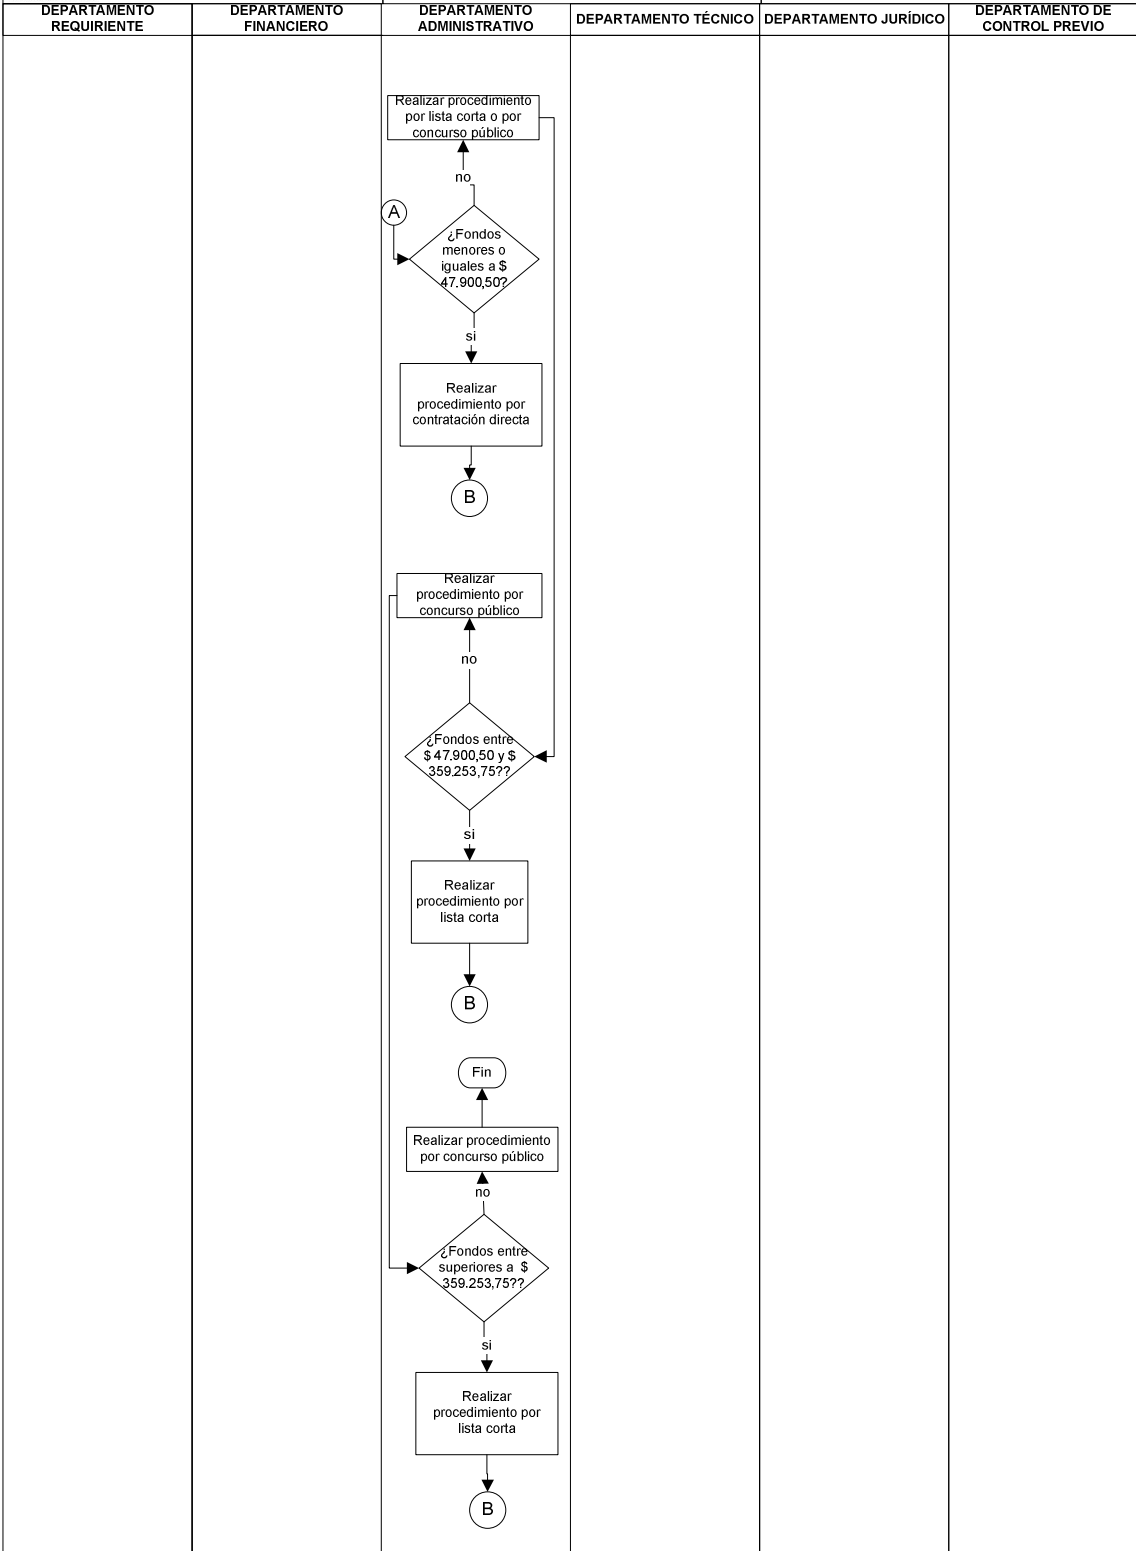 DEPARTAMENTO
REQUIRIENTE
DEPARTAMENTO
FINANCIERO
DEPARTAMENTO
ADMINISTRATIVO
DEPARTAMENTO TÉCNICO
DEPARTAMENTO JURÍDICO
DEPARTAMENTO DE
CONTROL PREVIO
Realizar procedimiento
por lista corta o por
concurso público
no
A
¿Fondos
menores o
iguales a $
47.900,50?
si
Realizar
procedimiento por
contratación directa
B
Realizar
procedimiento por
concurso público
no
¿Fondos entre
$ 47.900,50 y $
359.253,75??
si
Realizar
procedimiento por
lista corta
B
Fin
Realizar procedimiento
por concurso público
no
¿Fondos entre
superiores a $
359.253,75??
si
Realizar
procedimiento por
lista corta
B